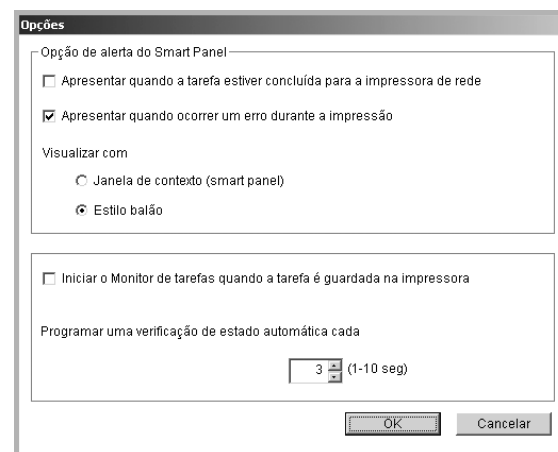 Opções
Opção de alerta do Smart Panel
Apresentar quando a tarefa estiver concluída para a impressora de rede
Apresentar quando ocorrer um erro durante a impressão
Visualizar com
Janela de contexto (smart panel)
Estilo balão
Iniciar o Monitor de tarefas quando a tarefa é guardada na impressora
Programar uma verificação de estado automática cada
3 (1-10 seg)
OK Cancelar